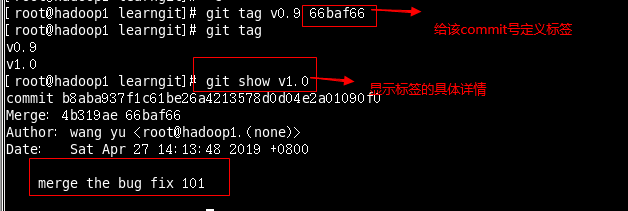 [root@hadoop1 learngit]# git tag v0.9 66baf66
给该commit号定义标签
[root@hadoop1 learngit]# git tag
v0.9
v1.0
[root@hadoop1 learngit]# git show v1.0
显示标签的具体详情
commit b8aba937f1c61be26a4213578d0d04e2a01090f0
Merge: 4b319ae 66baf66
Author: wang yu <root@hadoop1.(none)>
Date:   Sat Apr 27 14:13:48 2019 +0800
merge the bug fix 101